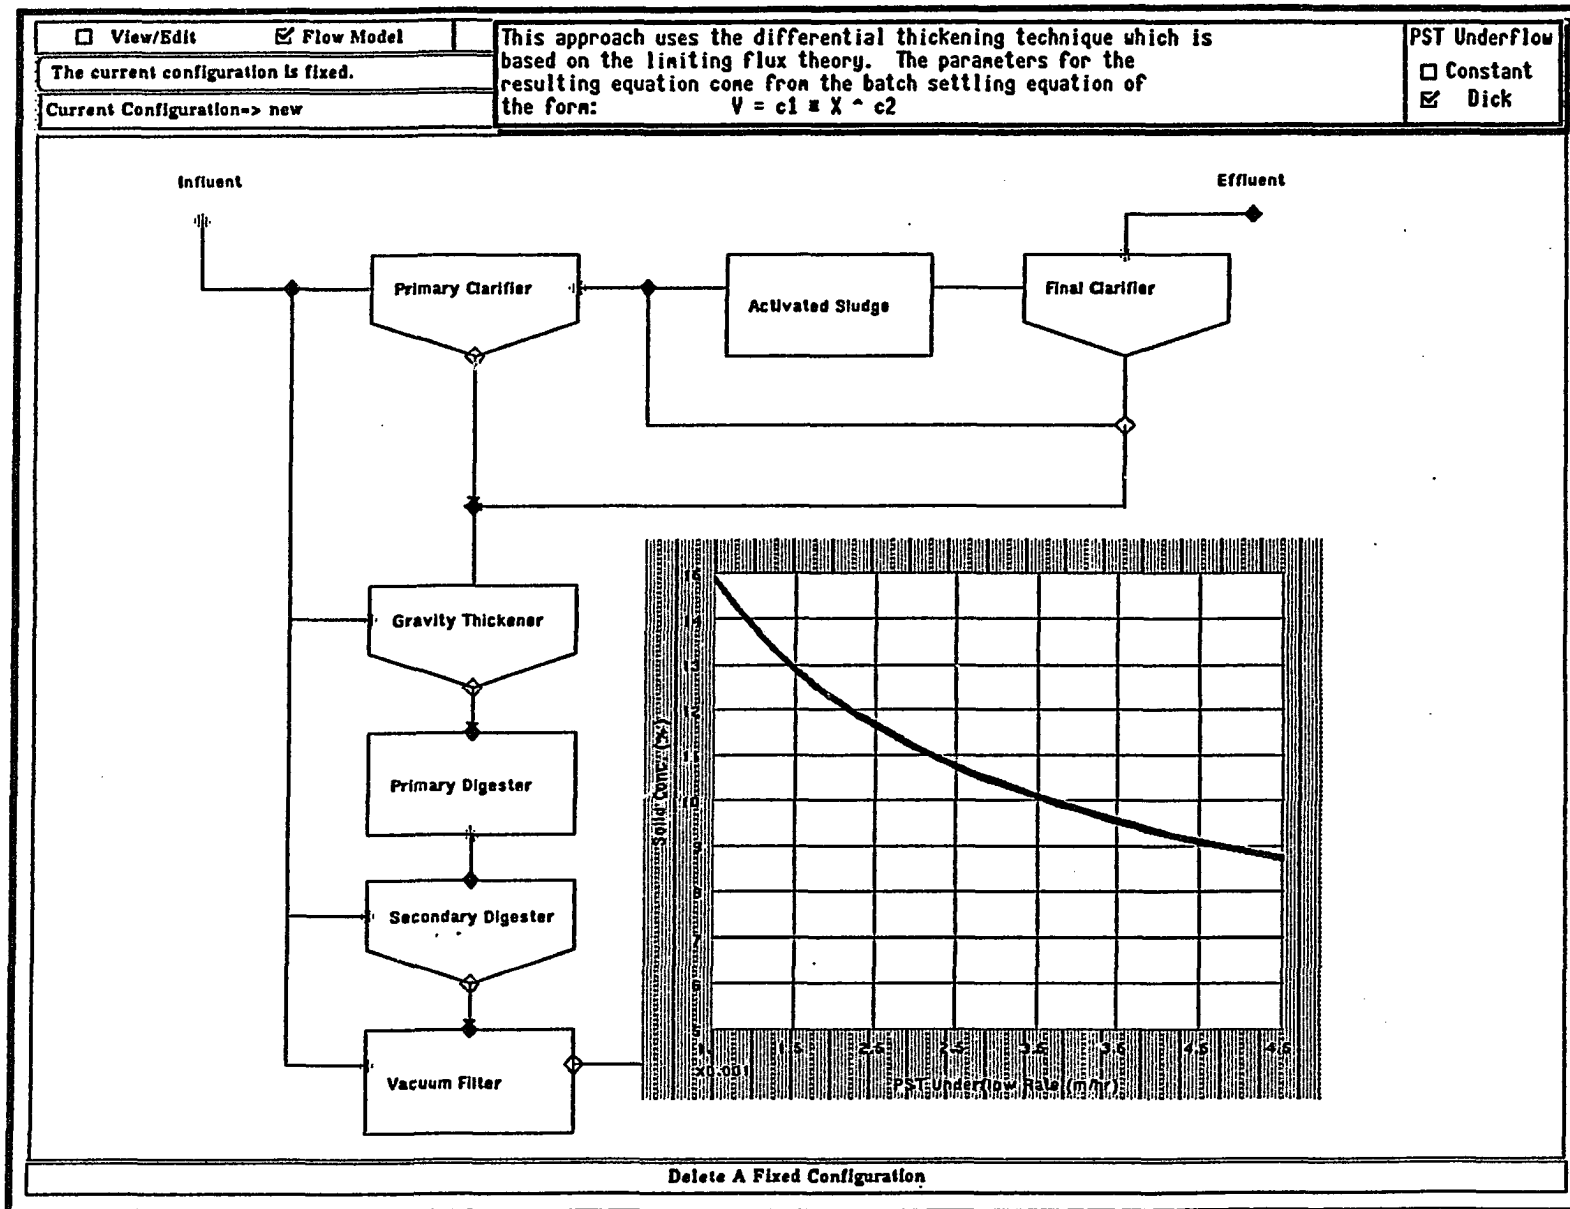 View/Edit
Flow Model
The current configuration is fixed.
Current Configuration=> new
This approach uses the differential thickening technique which is
based on the limiting flux theory. The parameters for the
resulting equation come from the batch settling equation of
the form: V = c1 * X ^ c2
PST Underflow
Constant
Dick
Influent
Effluent
Primary Clarifier
Activated Sludge
Final Clarifier
Gravity Thickener
Primary Digester
Secondary Digester
Vacuum Filter
Solid Conc. (%)
10
X0.001
PST Underflow Rate (m/hr)
Delete A Fixed Configuration